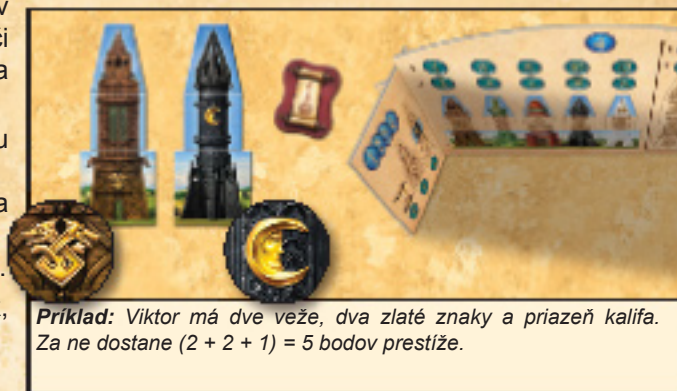 v
či
a
u
a
.
,
Príklad: Viktor má dve veže, dva zlaté znaky a priazeň kalifa.
Za ne dostane (2 + 2 + 1) = 5 bodov prestíže.